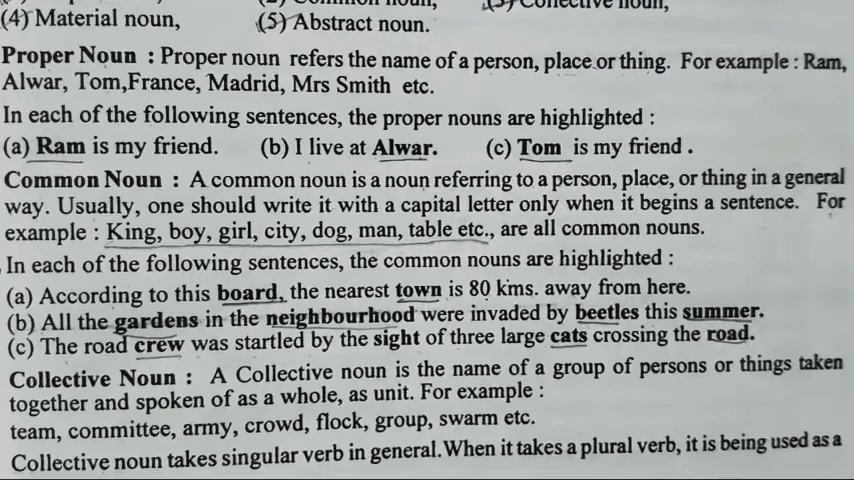 (4) Material noun, (5) Abstract noun.
Proper Noun : Proper noun refers the name of a person, place or thing. For example : Ram,
Alwar, Tom,France, Madrid, Mrs Smith etc.
In each of the following sentences, the proper nouns are highlighted :
(a) Ram is my friend. (b) I live at Alwar. (c) Tom is my friend .
Common Noun : A common noun is a noun referring to a person, place, or thing in a general
way. Usually, one should write it with a capital letter only when it begins a sentence. For
example : King, boy, girl, city, dog, man, table etc., are all common nouns.
In each of the following sentences, the common nouns are highlighted :
(a) According to this board, the nearest town is 80 kms. away from here.
(b) All the gardens in the neighbourhood were invaded by beetles this summer.
(c) The road crew was startled by the sight of three large cats crossing the road.
Collective Noun : A Collective noun is the name of a group of persons or things taken
together and spoken of as a whole, as unit. For example :
team, committee, army, crowd, flock, group, swarm etc.
Collective noun takes singular verb in general.When it takes a plural verb, it is being used as a